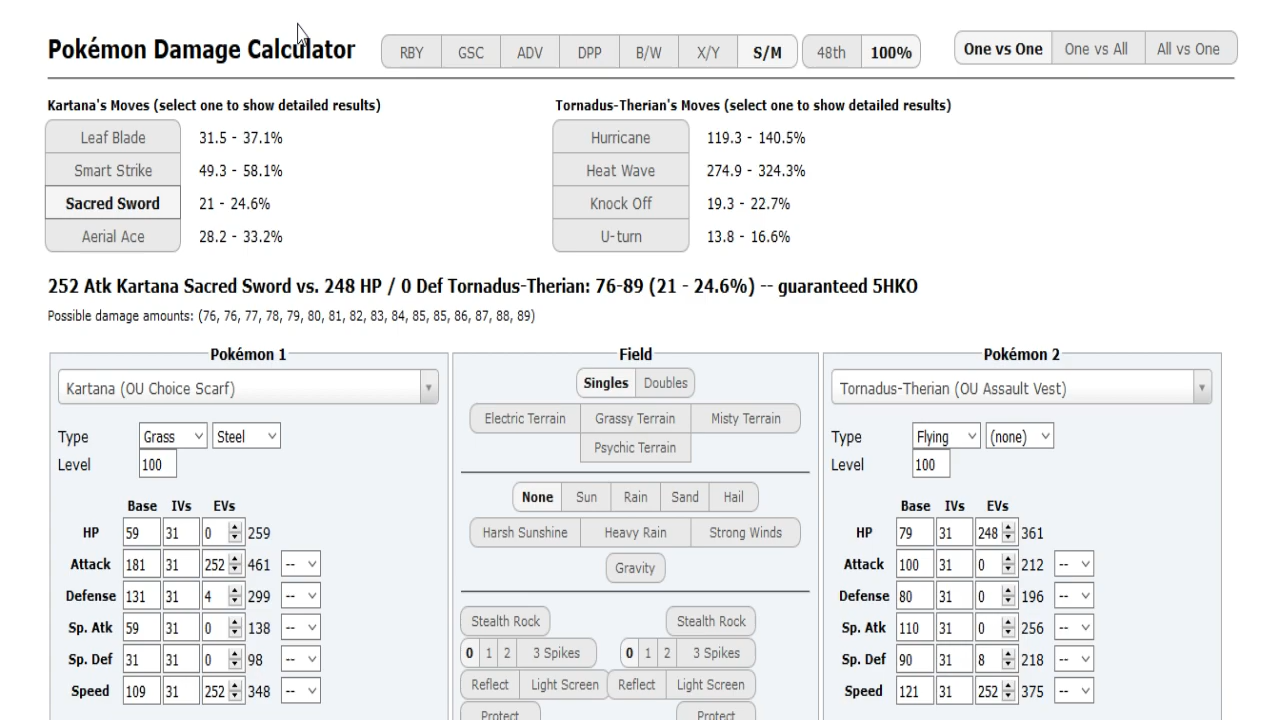 Pokémon Damage Calculator RBY GSC ADV DPP B/W X/Y S/M 48th 100% One vs One One vs All All vs One
Kartana's Moves (select one to show detailed results) Tornadus-Therian's Moves (select one to show detailed results)
Leaf Blade 31.5 - 37.1% Hurricane 119.3 - 140.5%
Smart Strike 49.3 - 58.1% Heat Wave 274.9 - 324.3%
Sacred Sword 21 - 24.6% Knock Off 19.3 - 22.7%
Aerial Ace 28.2 - 33.2% U-turn 13.8 - 16.6%
252 Atk Kartana Sacred Sword vs. 248 HP / 0 Def Tornadus-Therian: 76-89 (21 - 24.6%) -- guaranteed 5HKO
Possible damage amounts: (76, 76, 77, 78, 79, 80, 81, 82, 83, 84, 85, 85, 86, 87, 88, 89)
Pokémon 1
Kartana (OU Choice Scarf)
Type Grass Steel
Level 100
Base IVs EVs
HP 59 31 0 259
Attack 181 31 252 461 --
Defense 131 31 4 299 --
Sp. Atk 59 31 0 138 --
Sp. Def 31 31 0 98 --
Speed 109 31 252 348 --
Field
Singles Doubles
Electric Terrain Grassy Terrain Misty Terrain
Psychic Terrain
None Sun Rain Sand Hail
Harsh Sunshine Heavy Rain Strong Winds
Gravity
Stealth Rock Stealth Rock
0 1 2 3 Spikes 0 1 2 3 Spikes
Reflect Light Screen Reflect Light Screen
Protect Protect
Pokémon 2
Tornadus-Therian (OU Assault Vest)
Type Flying (none)
Level 100
Base IVs EVs
HP 79 31 248 361
Attack 100 31 0 212 --
Defense 80 31 0 196 --
Sp. Atk 110 31 0 256 --
Sp. Def 90 31 8 218 --
Speed 121 31 252 375 --